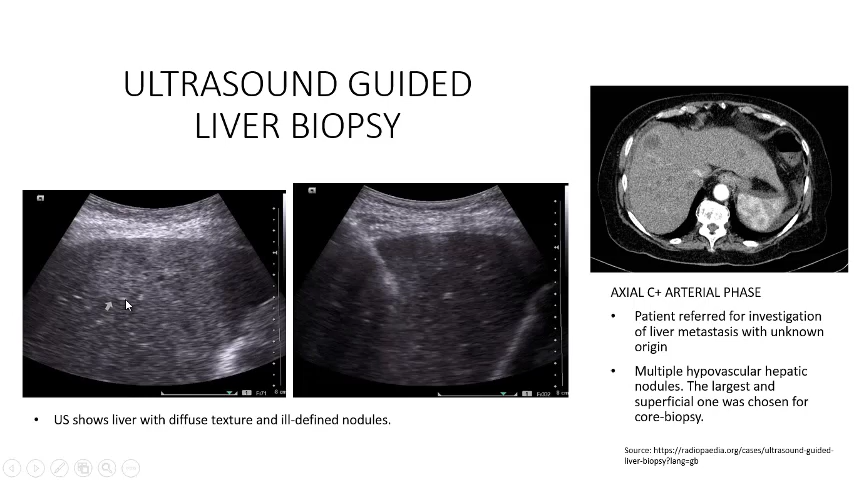 ULTRASOUND GUIDED
LIVER BIOPSY
AXIAL C+ ARTERIAL PHASE
• Patient referred for investigation
of liver metastasis with unknown
origin
• Multiple hypovascular hepatic
nodules. The largest and
superficial one was chosen for
core-biopsy.
• US shows liver with diffuse texture and ill-defined nodules.
Source: https://radiopaedia.org/cases/ultrasound-guided-
liver-biopsy?lang=gb